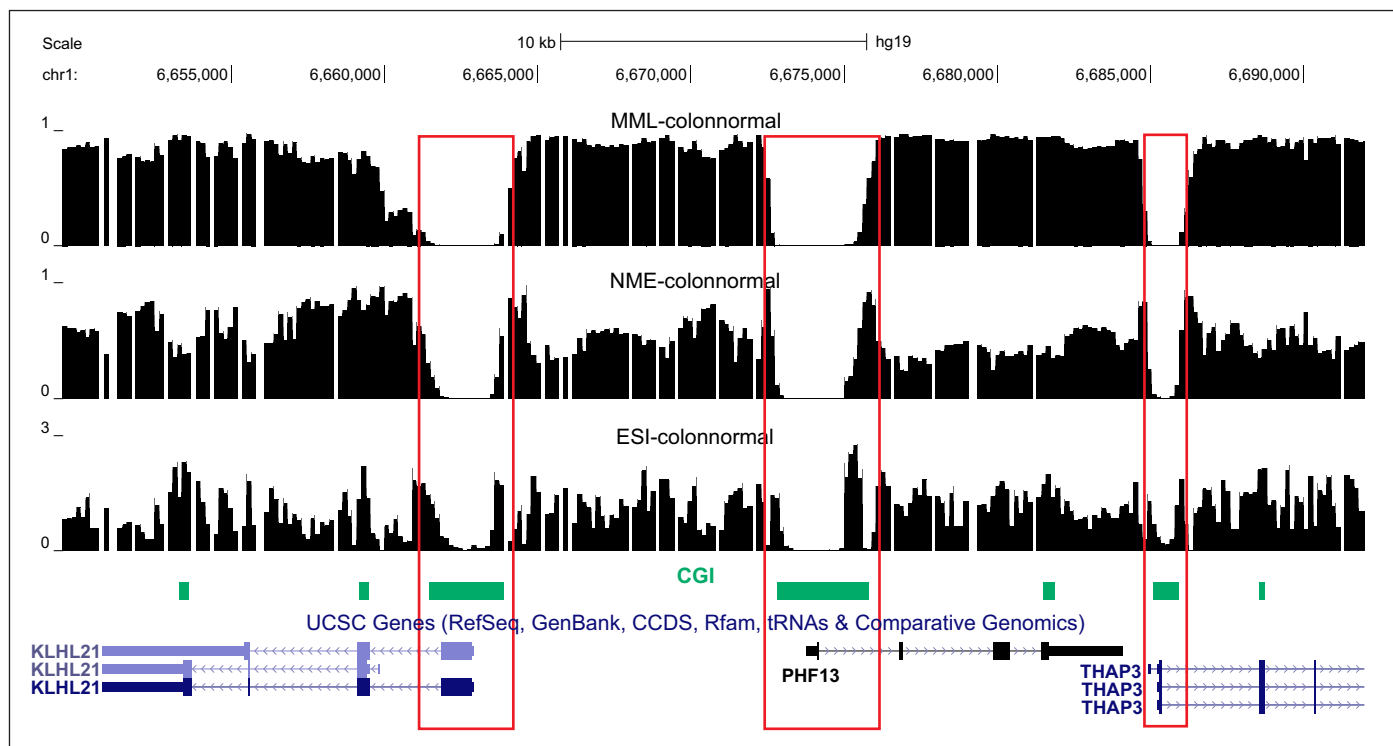 Scale 10 kb hg19
chr1: 6,655,000 6,660,000 6,665,000 6,670,000 6,675,000 6,680,000 6,685,000 6,690,000
MML-colonnormal
1
0
NME-colonnormal
1
0
ESI-colonnormal
3
0
CGI
UCSC Genes (RefSeq, GenBank, CCDS, Rfam, tRNAs & Comparative Genomics)
KLHL21
KLHL21
KLHL21
PHF13
THAP3
THAP3
THAP3